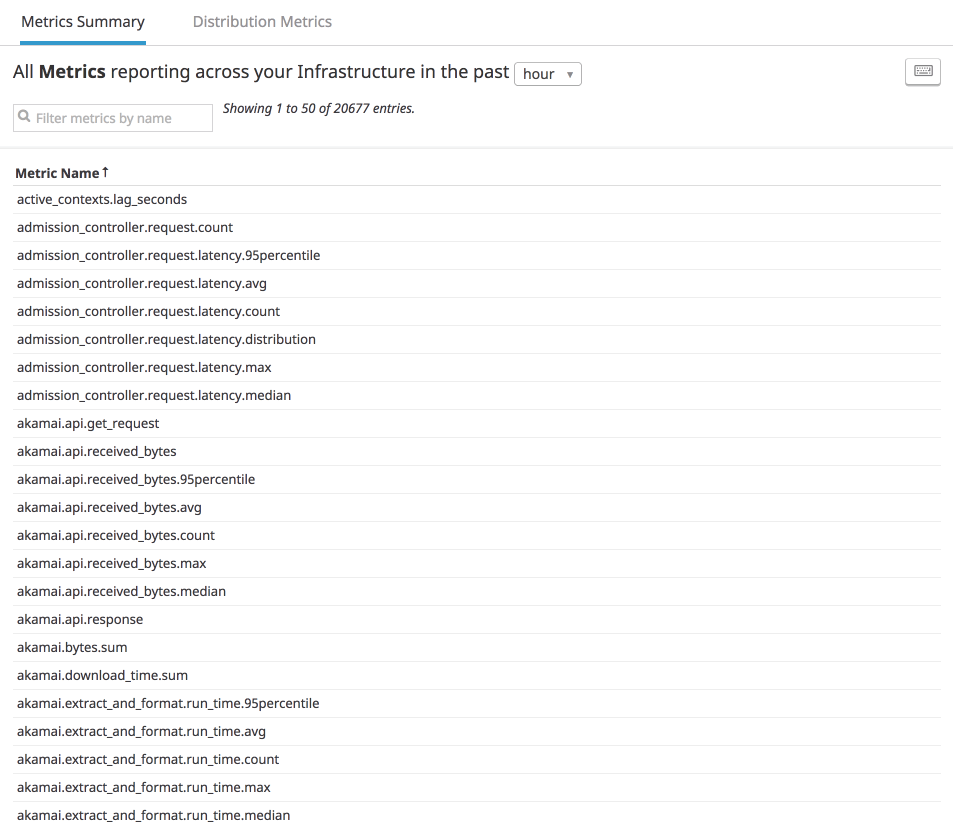 Metrics Summary Distribution Metrics
All Metrics reporting across your Infrastructure in the past hour ▼
Filter metrics by name
Showing 1 to 50 of 20677 entries.
Metric Name ↑
active_contexts.lag_seconds
admission_controller.request.count
admission_controller.request.latency.95percentile
admission_controller.request.latency.avg
admission_controller.request.latency.count
admission_controller.request.latency.distribution
admission_controller.request.latency.max
admission_controller.request.latency.median
akamai.api.get_request
akamai.api.received_bytes
akamai.api.received_bytes.95percentile
akamai.api.received_bytes.avg
akamai.api.received_bytes.count
akamai.api.received_bytes.max
akamai.api.received_bytes.median
akamai.api.response
akamai.bytes.sum
akamai.download_time.sum
akamai.extract_and_format.run_time.95percentile
akamai.extract_and_format.run_time.avg
akamai.extract_and_format.run_time.count
akamai.extract_and_format.run_time.max
akamai.extract_and_format.run_time.median